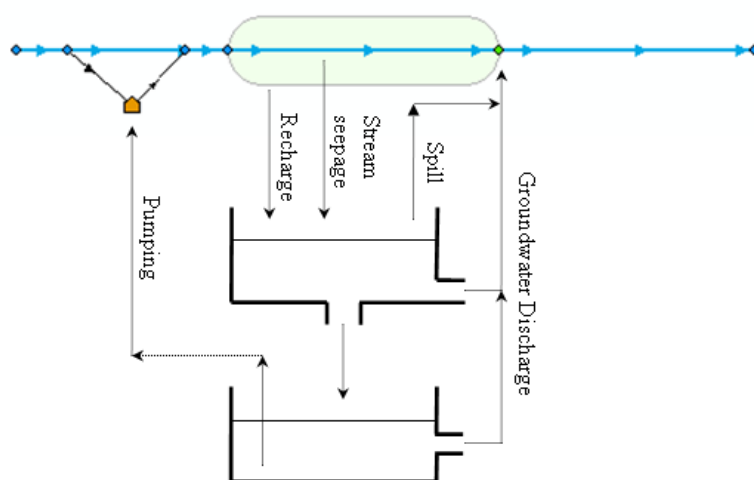 Recharge
Stream
seepage
Spill
Pumping
Groundwater Discharge